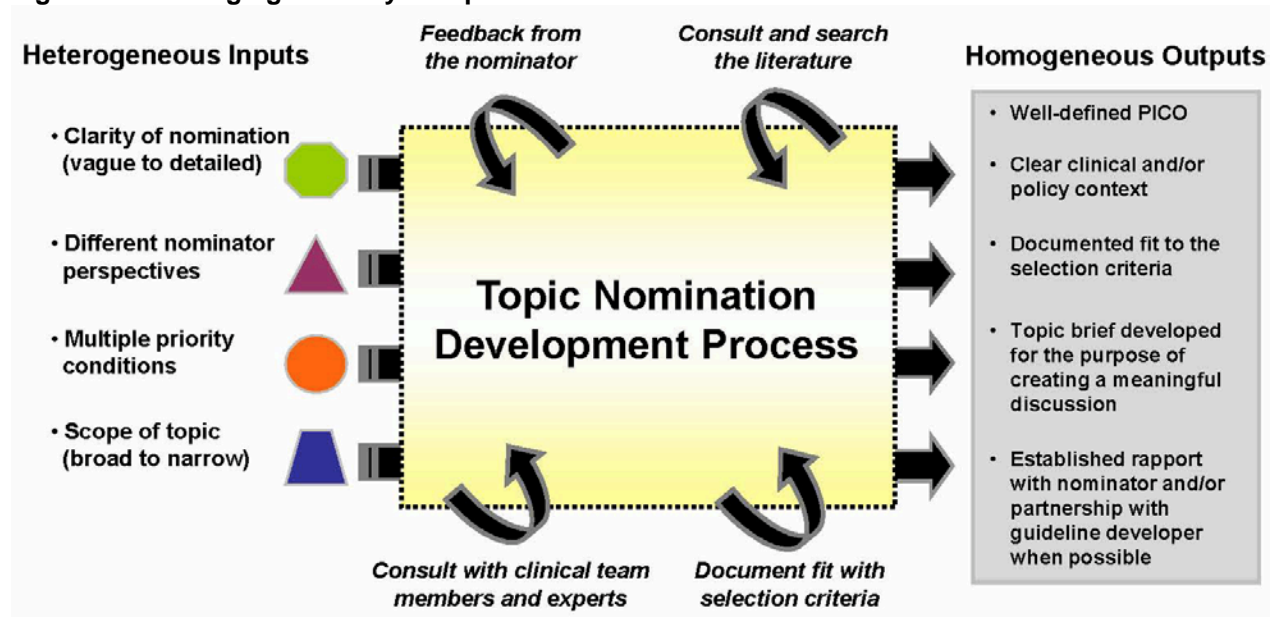 Feedback from
the nominator
Consult and search
the literature
Heterogeneous Inputs
Homogeneous Outputs
• Clarity of nomination
(vague to detailed)
• Different nominator
perspectives
• Multiple priority
conditions
• Scope of topic
(broad to narrow)
Topic Nomination
Development Process
• Well-defined PICO
• Clear clinical and/or
policy context
• Documented fit to the
selection criteria
• Topic brief developed
for the purpose of
creating a meaningful
discussion
• Established rapport
with nominator and/or
partnership with
guideline developer
when possible
Consult with clinical team
members and experts
Document fit with
selection criteria